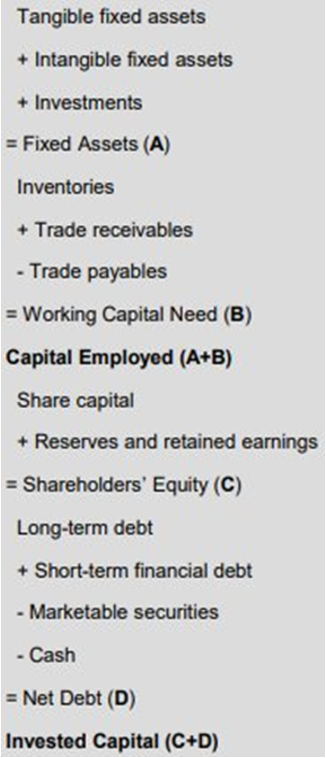 Tangible fixed assets
+ Intangible fixed assets
+ Investments
= Fixed Assets (A)
Inventories
+ Trade receivables
- Trade payables
= Working Capital Need (B)
Capital Employed (A+B)
Share capital
+ Reserves and retained earnings
= Shareholders' Equity (C)
Long-term debt
+ Short-term financial debt
- Marketable securities
- Cash
= Net Debt (D)
Invested Capital (C+D)